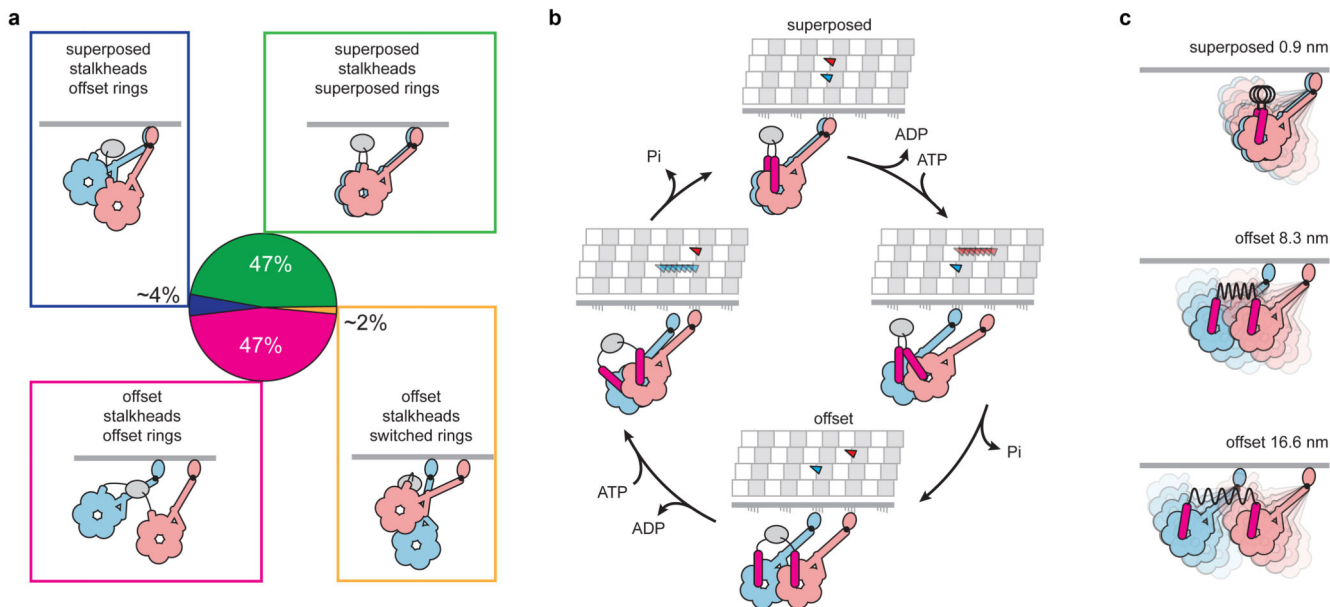 a
superposed
stalkheads
offset rings
superposed
stalkheads
superposed rings
47%
~4%
~2%
47%
offset
stalkheads
offset rings
offset
stalkheads
switched rings
b
superposed
ADP
ATP
Pi
Pi
offset
ATP
ADP
c
superposed 0.9 nm
offset 8.3 nm
offset 16.6 nm